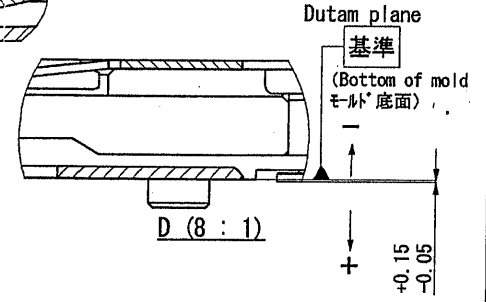 Dutam plane
基準
(Bottom of mold
モールド底面)
−
+
D (8 : 1)
+0.15
-0.05